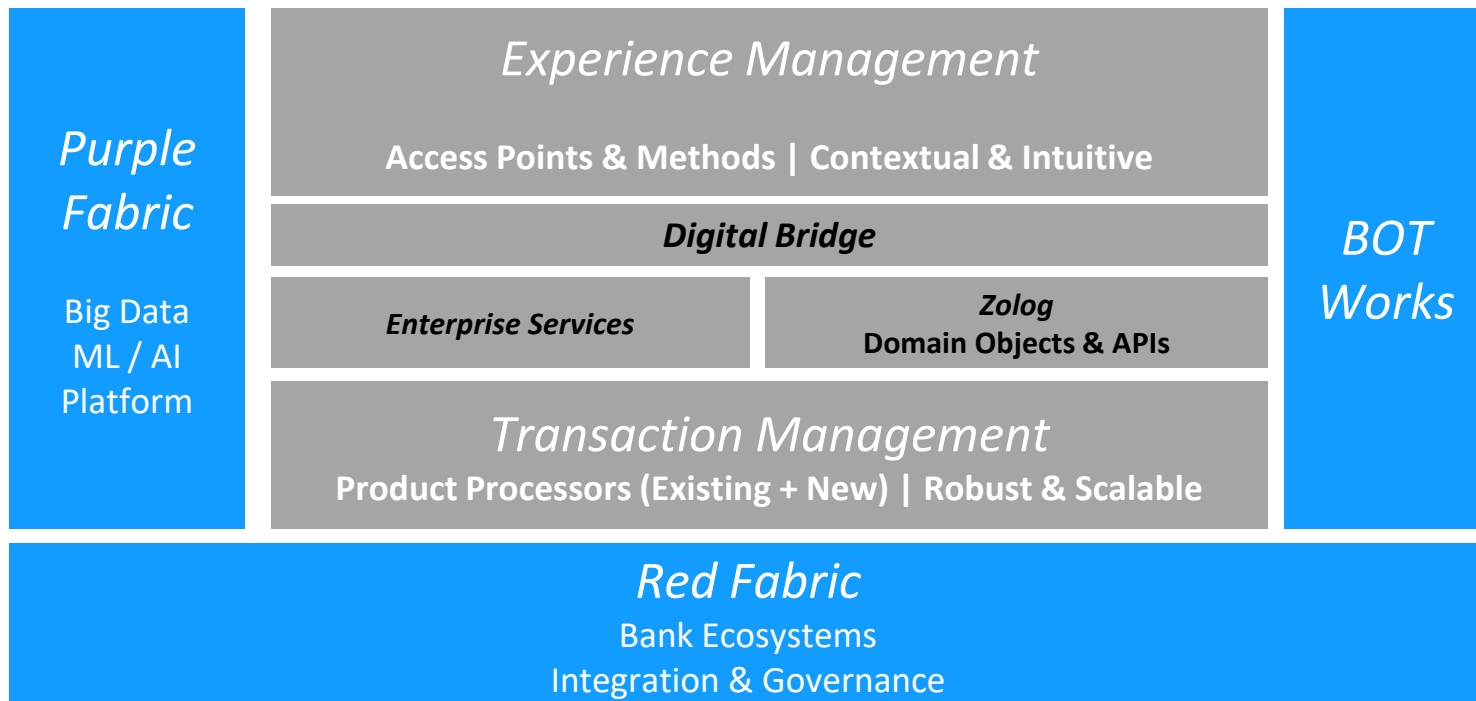 Purple
Fabric
Big Data
ML / AI
Platform
Experience Management
Access Points & Methods | Contextual & Intuitive
Digital Bridge
Enterprise Services
Zolog
Domain Objects & APIs
Transaction Management
Product Processors (Existing + New) | Robust & Scalable
BOT
Works
Red Fabric
Bank Ecosystems
Integration & Governance